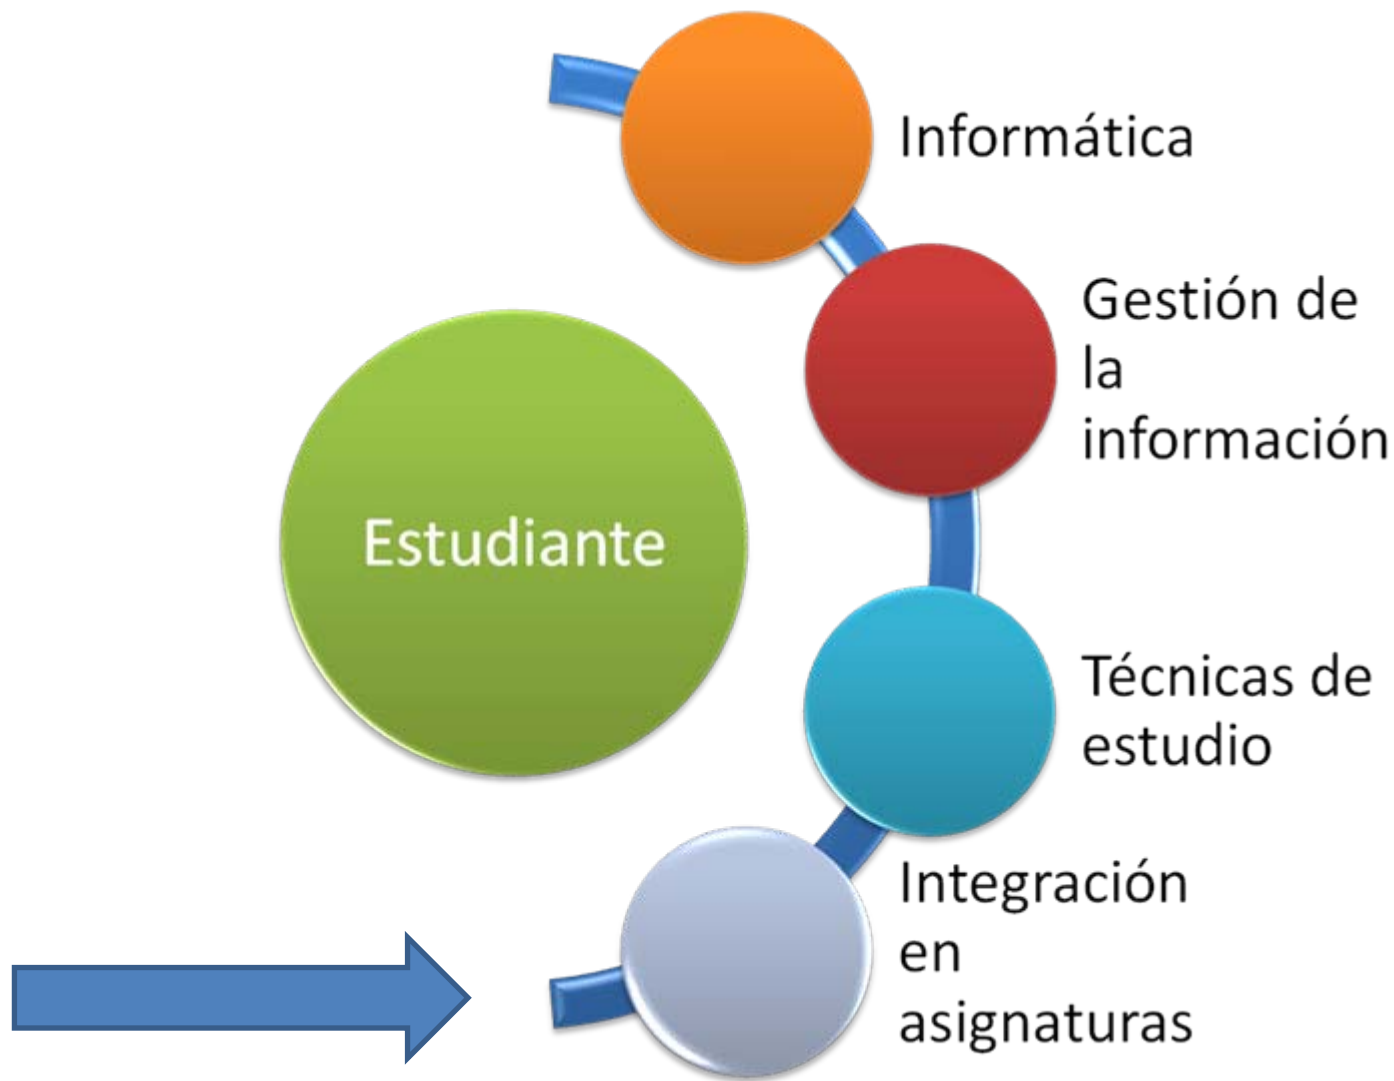 Informática
Gestión de
la
información
Estudiante
Técnicas de
estudio
Integración
en
asignaturas